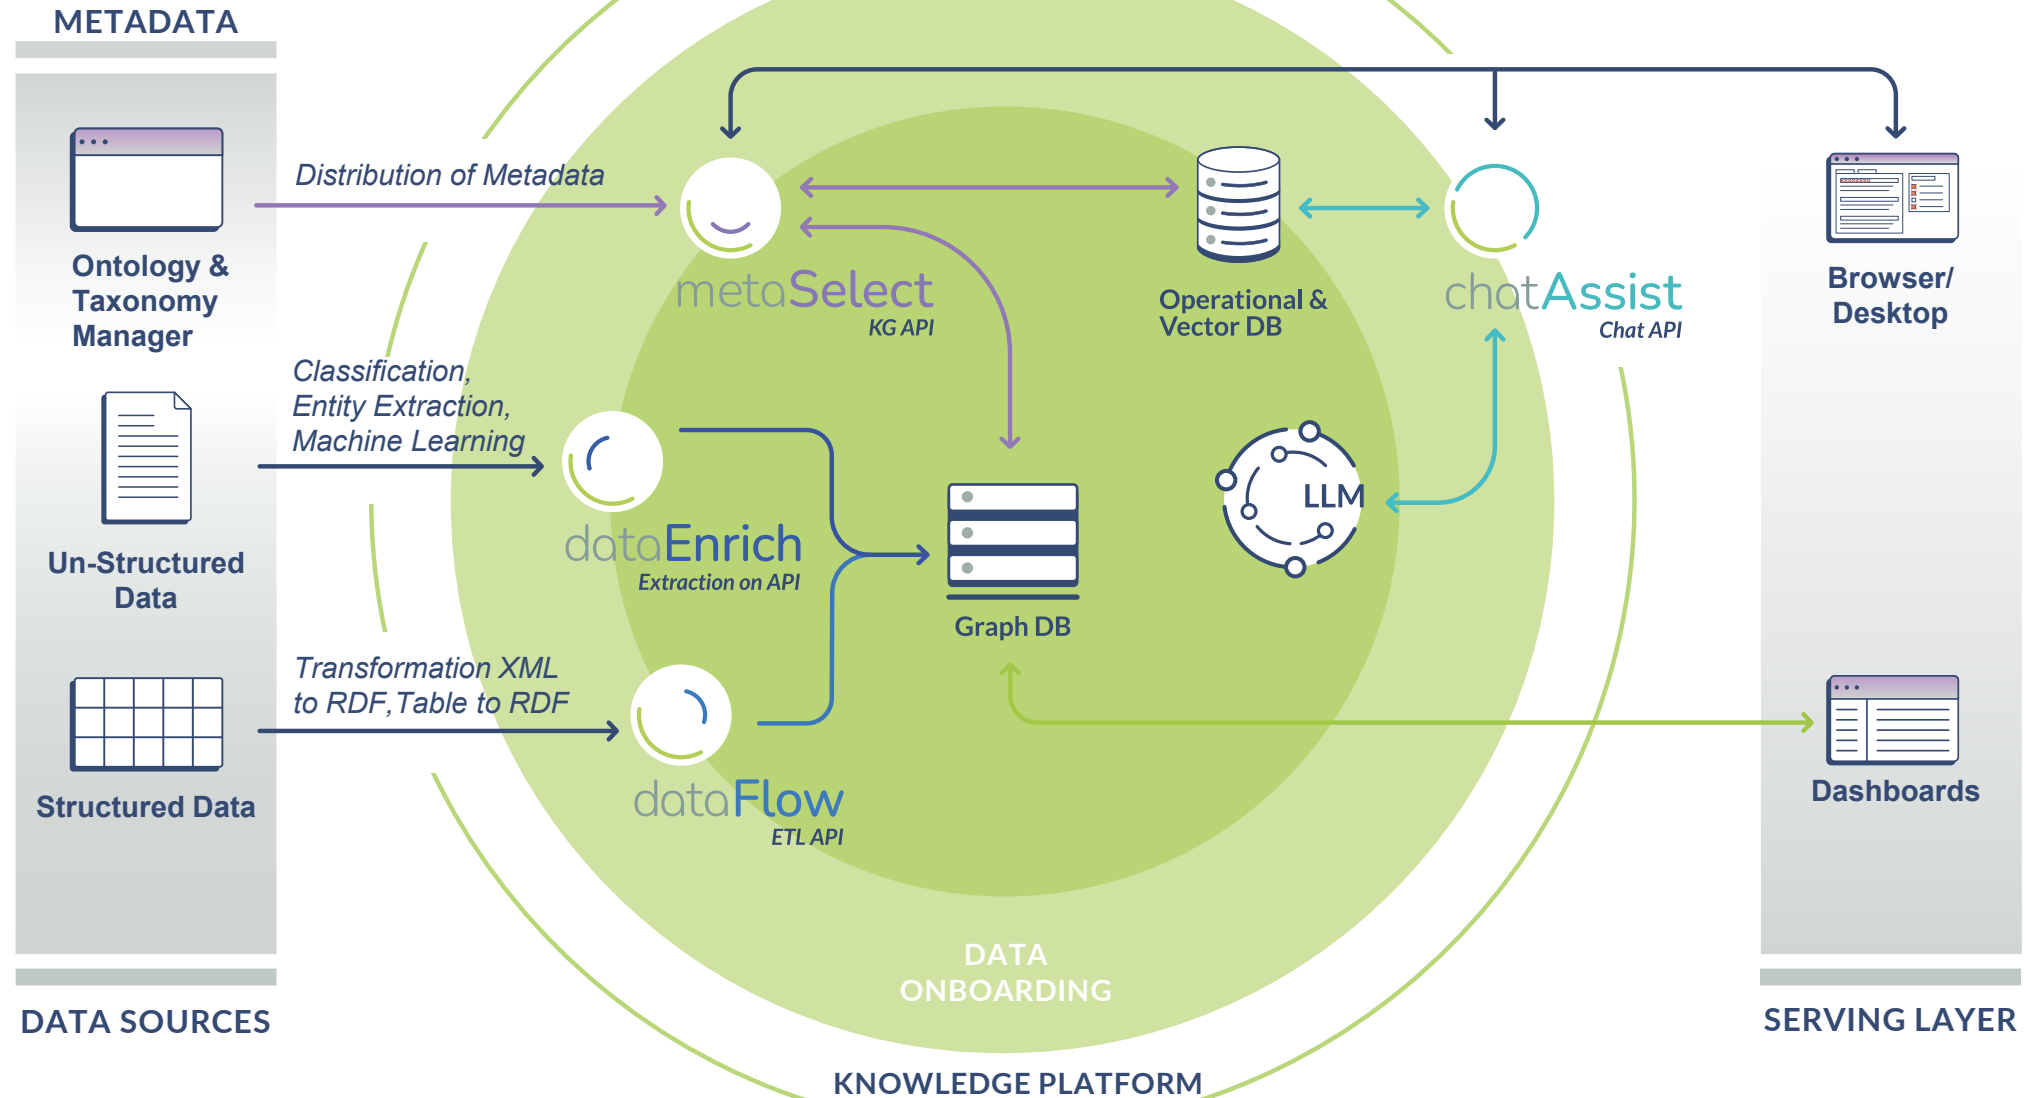 METADATA
Ontology &
Taxonomy
Manager
Un-Structured
Data
Structured Data
DATA SOURCES
Distribution of Metadata
Classification,
Entity Extraction,
Machine Learning
Transformation XML
to RDF,Table to RDF
metaSelect
KG API
dataEnrich
Extraction on API
dataFlow
ETL API
Graph DB
Operational &
Vector DB
LLM
chatAssist
Chat API
DATA
ONBOARDING
KNOWLEDGE PLATFORM
Browser/
Desktop
Dashboards
SERVING LAYER